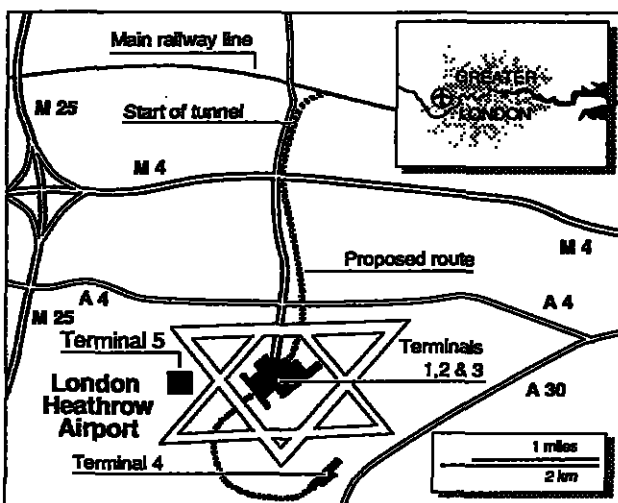 Main railway line
GREATER
LONDON
M 25
Start of tunnel
M 4
Proposed route
M 4
A 4
A 4
M 25
Terminal 5
Terminals
1,2 & 3
London
Heathrow
Airport
A 30
Terminal 4
1 miles
2 km